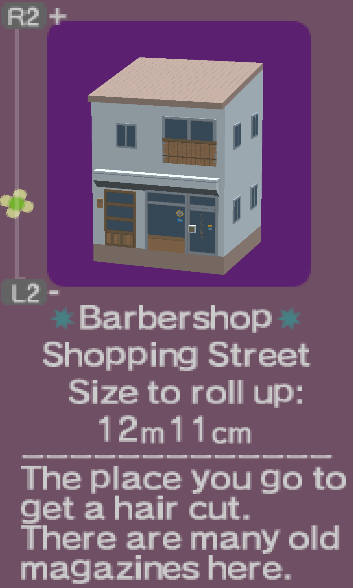 R2 +
L2 -
Barbershop
Shopping Street
Size to roll up:
12m11cm
The place you go to
get a hair cut.
There are many old
magazines here.